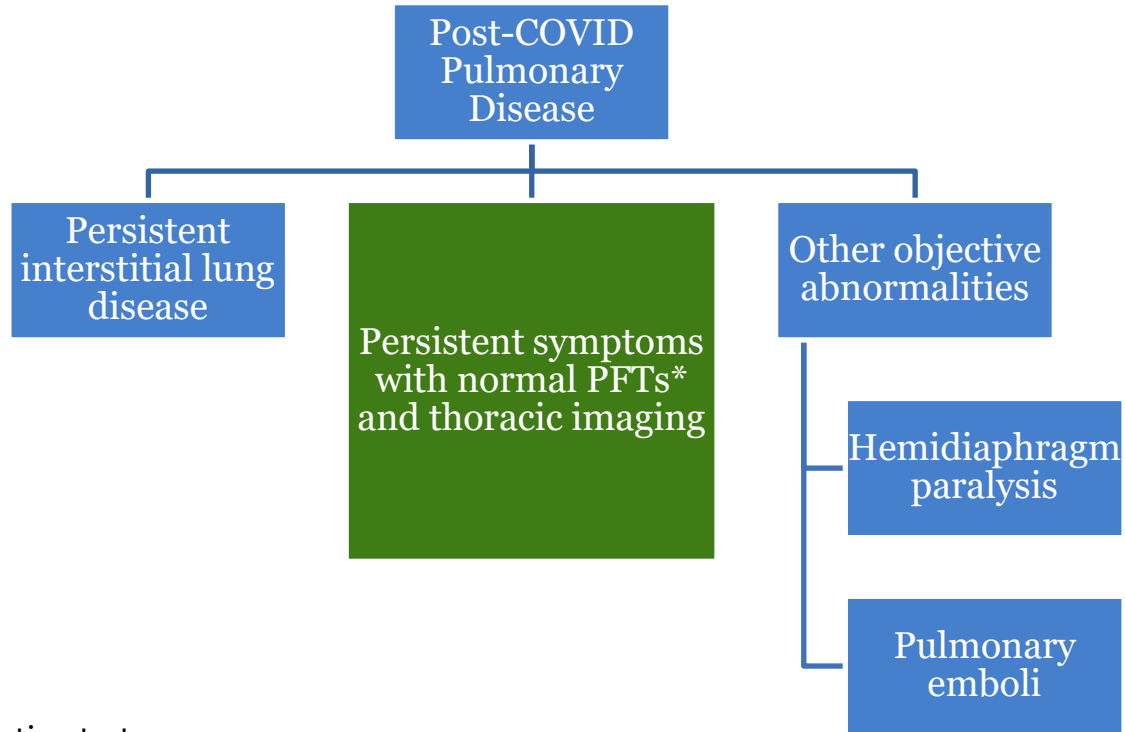 Post-COVID
Pulmonary
Disease
Persistent
interstitial lung
disease
Persistent symptoms
with normal PFTs*
and thoracic imaging
Other objective
abnormalities
Hemidiaphragm
paralysis
Pulmonary
emboli